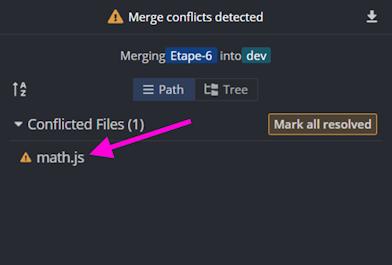 Merge conflicts detected
Merging Etape-6 into dev
A
Z
Path Tree
Conflicted Files (1) Mark all resolved
math.js